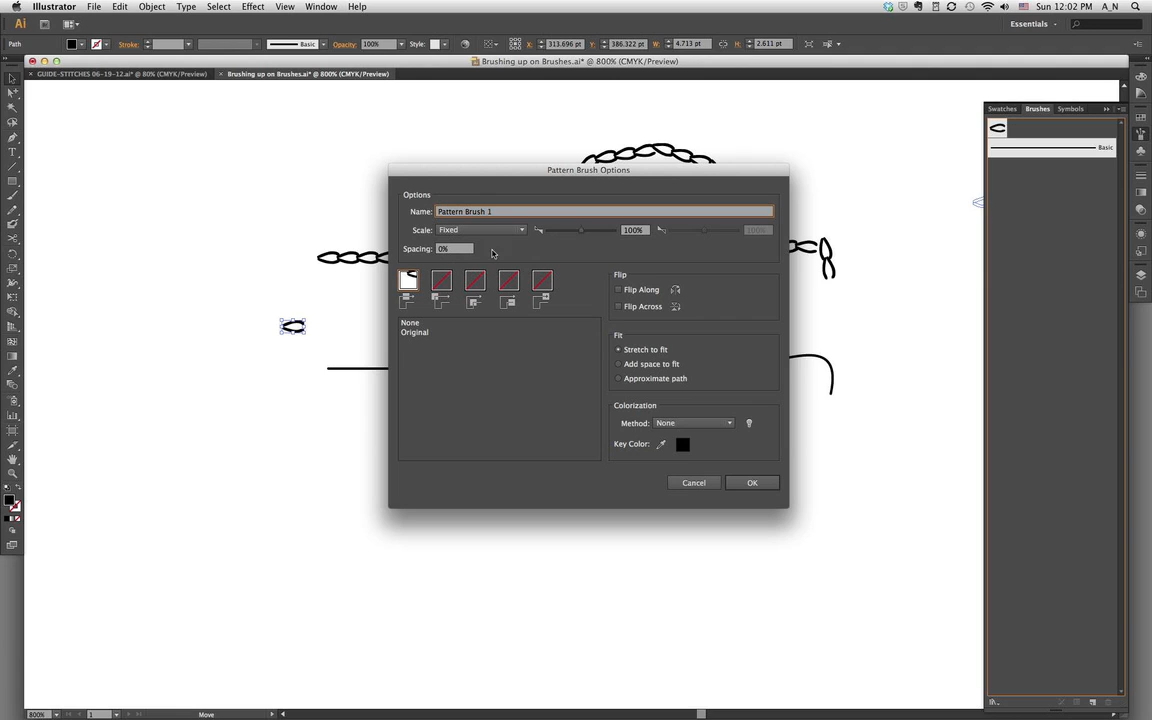 Illustrator File Edit Object Type Select Effect View Window Help
Sun 12:02 PM A_N
Ai Essentials
Path Stroke: Basic Opacity: 100% Style: X: 313.696 pt Y: 386.322 pt W: 4.713 pt H: 2.611 pt
Brushing up on Brushes.ai* @ 800% (CMYK/Preview)
× GUIDE-STITCHES 06-19-12.ai* @ 80% (CMYK/Preview) × Brushing up on Brushes.ai* @ 800% (CMYK/Preview)
Swatches Brushes Symbols
Basic
Pattern Brush Options
Options
Name: Pattern Brush 1
Scale: Fixed 100% 100%
Spacing: 0%
None
Original
Flip
Flip Along
Flip Across
Fit
Stretch to fit
Add space to fit
Approximate path
Colorization
Method: None
Key Color:
Cancel OK
800% 1 Move